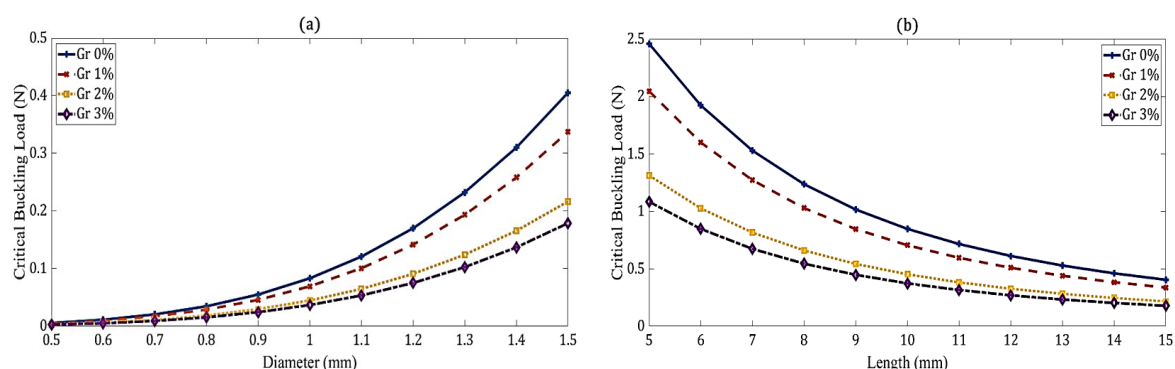 (a)
0.5
0.4
0.3
0.2
0.1
0
Critical Buckling Load (N)
Gr 0%
Gr 1%
Gr 2%
Gr 3%
0.5 0.6 0.7 0.8 0.9 1 1.1 1.2 1.3 1.4 1.5
Diameter (mm)
(b)
2.5
2
1.5
1
0.5
0
Critical Buckling Load (N)
Gr 0%
Gr 1%
Gr 2%
Gr 3%
5 6 7 8 9 10 11 12 13 14 15
Length (mm)